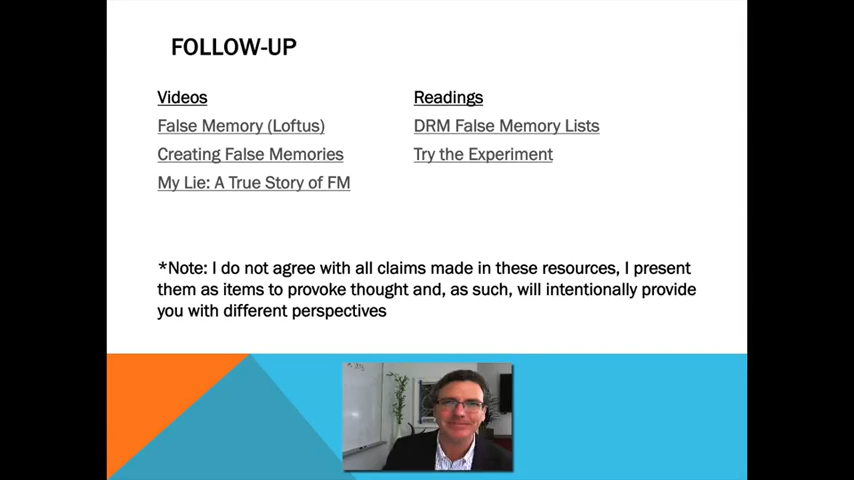 FOLLOW-UP
Videos
False Memory (Loftus)
Creating False Memories
My Lie: A True Story of FM
Readings
DRM False Memory Lists
Try the Experiment
*Note: I do not agree with all claims made in these resources, I present
them as items to provoke thought and, as such, will intentionally provide
you with different perspectives